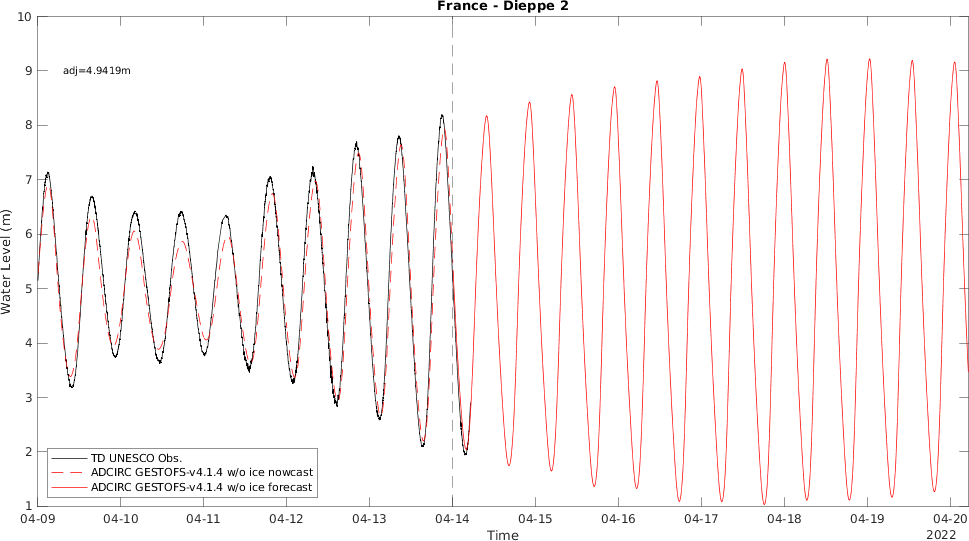 France - Dieppe 2
10
9
8
7
6
5
4
3
2
1
Water Level (m)
adj=4.9419m
TD UNESCO Obs.
ADCIRC GESTOFS-v4.1.4 w/o ice nowcast
ADCIRC GESTOFS-v4.1.4 w/o ice forecast
04-09 04-10 04-11 04-12 04-13 04-14 04-15 04-16 04-17 04-18 04-19 04-20
Time
2022